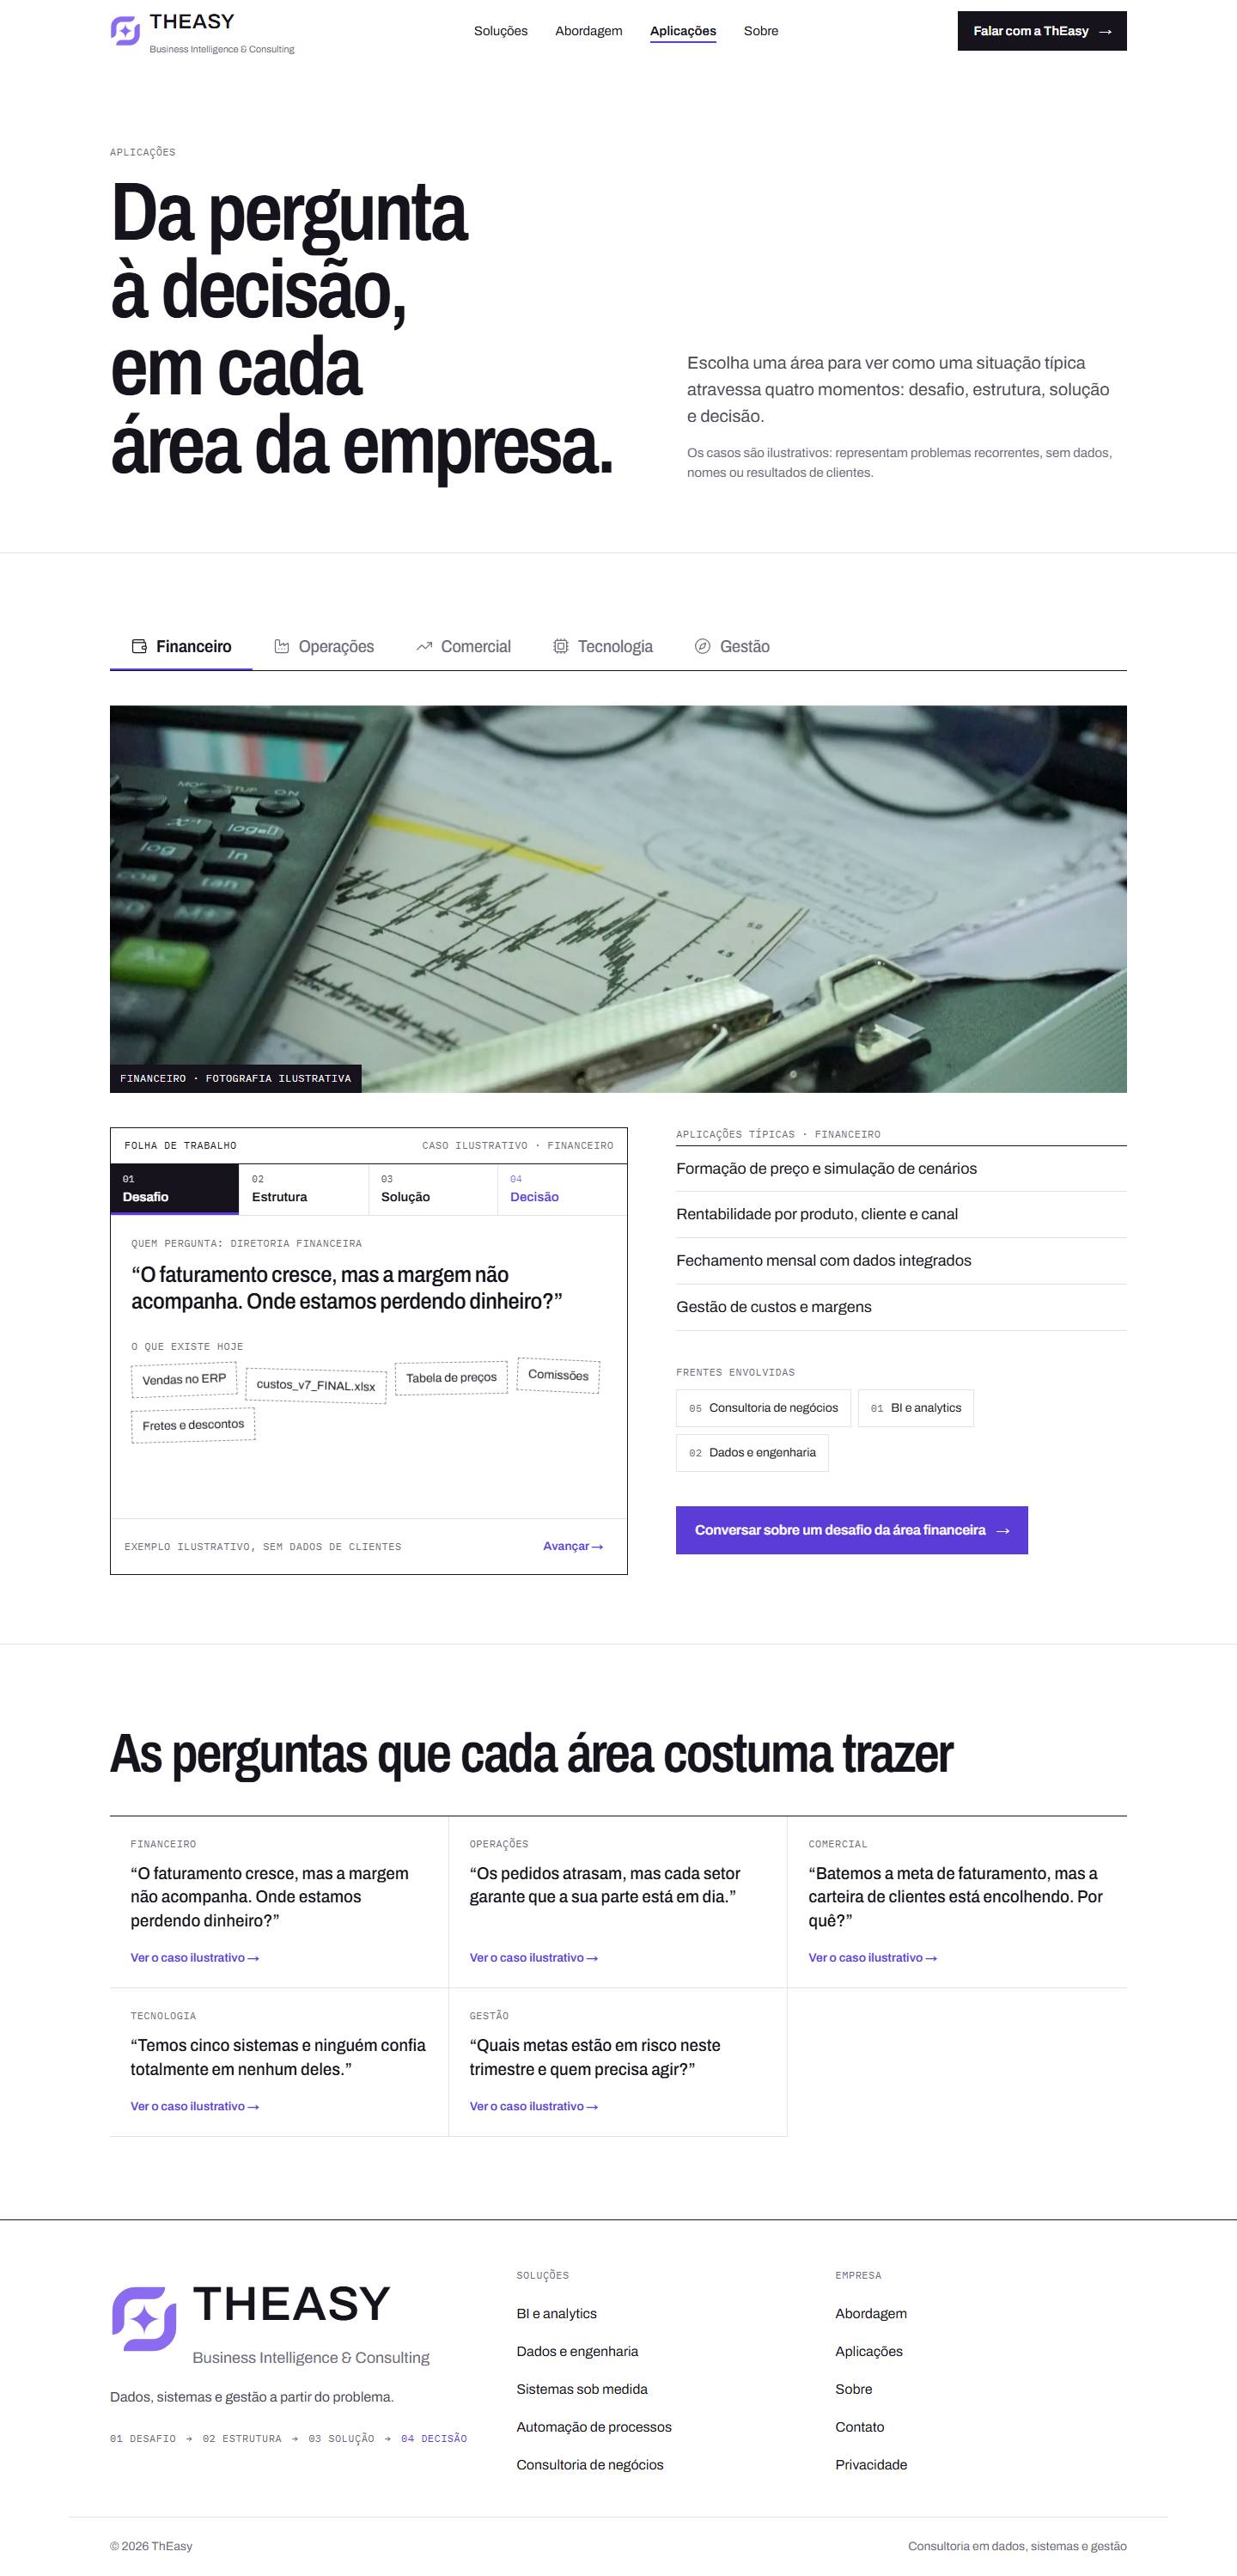 THEASY
Business Intelligence & Consulting
Soluções
Abordagem
Aplicações
Sobre
Falar com a ThEasy →
APLICAÇÕES
Da pergunta
à decisão,
em cada
área da empresa.
Escolha uma área para ver como uma situação típica
atravessa quatro momentos: desafio, estrutura, solução
e decisão.
Os casos são ilustrativos: representam problemas recorrentes, sem dados,
nomes ou resultados de clientes.
Financeiro
Operações
Comercial
Tecnologia
Gestão
ON
log
ln
cos
tan
FINANCEIRO · FOTOGRAFIA ILUSTRATIVA
FOLHA DE TRABALHO
CASO ILUSTRATIVO · FINANCEIRO
01
Desafio
02
Estrutura
03
Solução
04
Decisão
QUEM PERGUNTA: DIRETORIA FINANCEIRA
“O faturamento cresce, mas a margem não
acompanha. Onde estamos perdendo dinheiro?”
O QUE EXISTE HOJE
Vendas no ERP
custos_v7_FINAL.xlsx
Tabela de preços
Comissões
Fretes e descontos
EXEMPLO ILUSTRATIVO, SEM DADOS DE CLIENTES
Avançar →
APLICAÇÕES TÍPICAS · FINANCEIRO
Formação de preço e simulação de cenários
Rentabilidade por produto, cliente e canal
Fechamento mensal com dados integrados
Gestão de custos e margens
FRENTES ENVOLVIDAS
05 Consultoria de negócios
01 BI e analytics
02 Dados e engenharia
Conversar sobre um desafio da área financeira →
As perguntas que cada área costuma trazer
FINANCEIRO
“O faturamento cresce, mas a margem
não acompanha. Onde estamos
perdendo dinheiro?”
Ver o caso ilustrativo →
OPERAÇÕES
“Os pedidos atrasam, mas cada setor
garante que a sua parte está em dia.”
Ver o caso ilustrativo →
COMERCIAL
“Batemos a meta de faturamento, mas a
carteira de clientes está encolhendo. Por
quê?”
Ver o caso ilustrativo →
TECNOLOGIA
“Temos cinco sistemas e ninguém confia
totalmente em nenhum deles.”
Ver o caso ilustrativo →
GESTÃO
“Quais metas estão em risco neste
trimestre e quem precisa agir?”
Ver o caso ilustrativo →
THEASY
Business Intelligence & Consulting
Dados, sistemas e gestão a partir do problema.
01 DESAFIO → 02 ESTRUTURA → 03 SOLUÇÃO → 04 DECISÃO
SOLUÇÕES
BI e analytics
Dados e engenharia
Sistemas sob medida
Automação de processos
Consultoria de negócios
EMPRESA
Abordagem
Aplicações
Sobre
Contato
Privacidade
© 2026 ThEasy
Consultoria em dados, sistemas e gestão